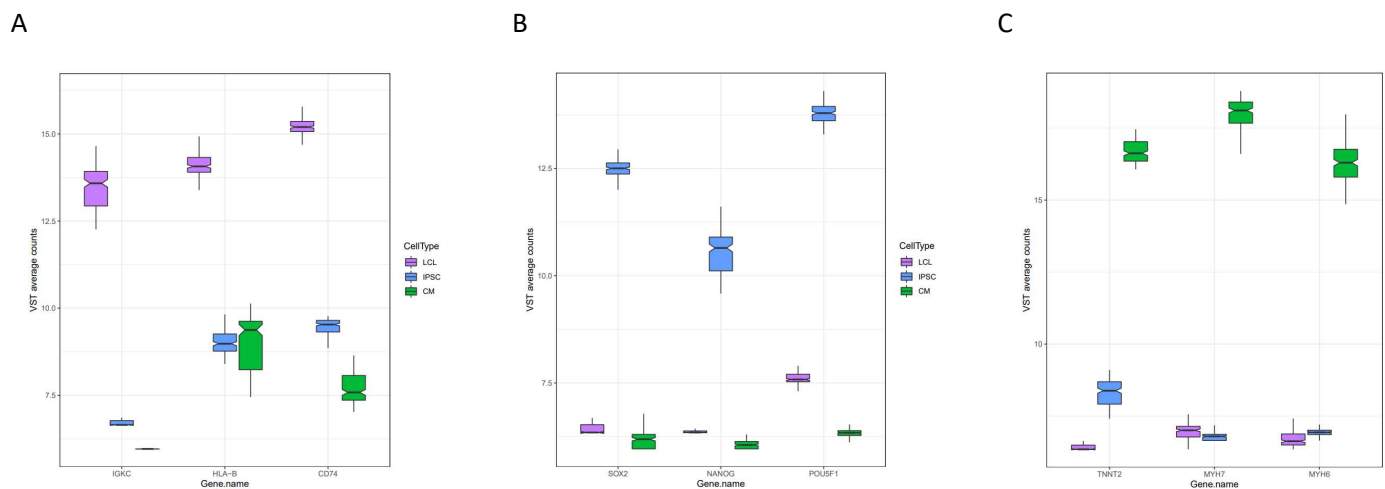 A
B
C
VST average counts
15.0
12.5
10.0
7.5
IGKC
HLA−B
CD74
Gene.name
CellType
LCL
IPSC
CM
VST average counts
12.5
10.0
7.5
SOX2
NANOG
POU5F1
Gene.name
CellType
LCL
IPSC
CM
VST average counts
15
10
TNNT2
MYH7
MYH6
Gene.name